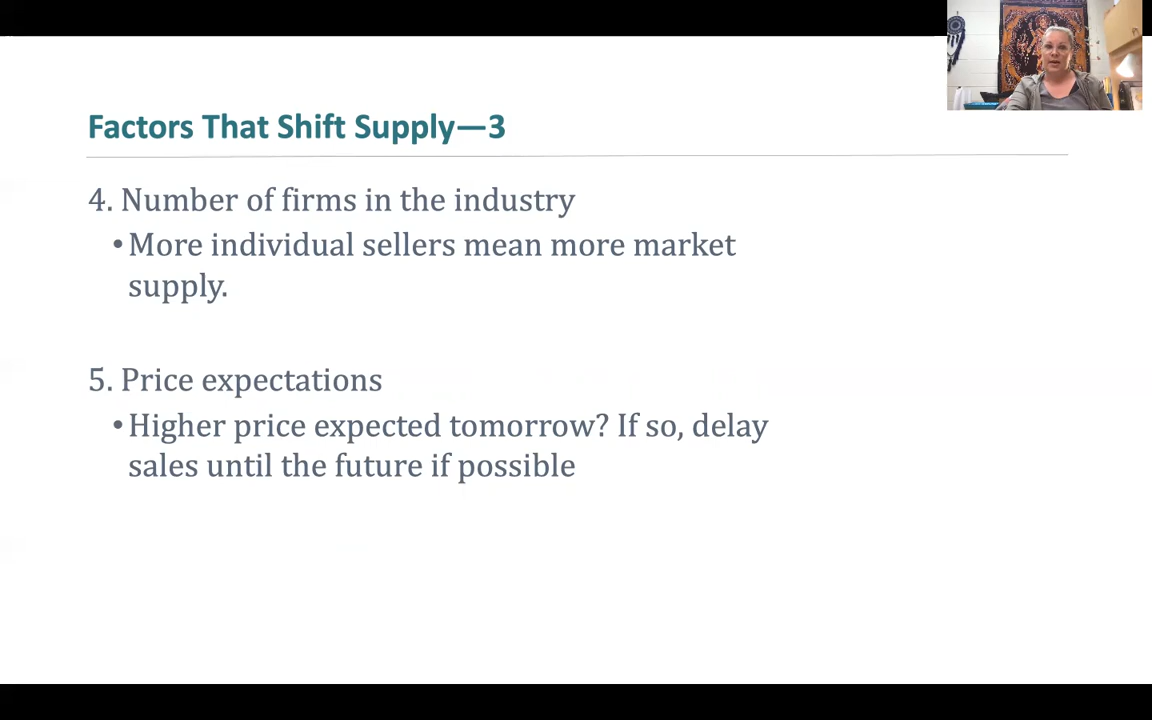 Factors That Shift Supply—3
4. Number of firms in the industry
•More individual sellers mean more market
supply.
5. Price expectations
•Higher price expected tomorrow? If so, delay
sales until the future if possible